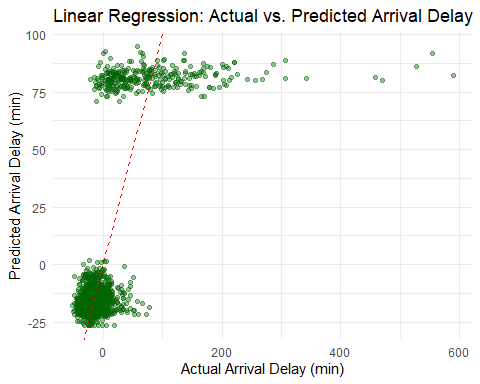 Linear Regression: Actual vs. Predicted Arrival Delay
100
75
50
25
0
-25
Predicted Arrival Delay (min)
0 200 400 600
Actual Arrival Delay (min)